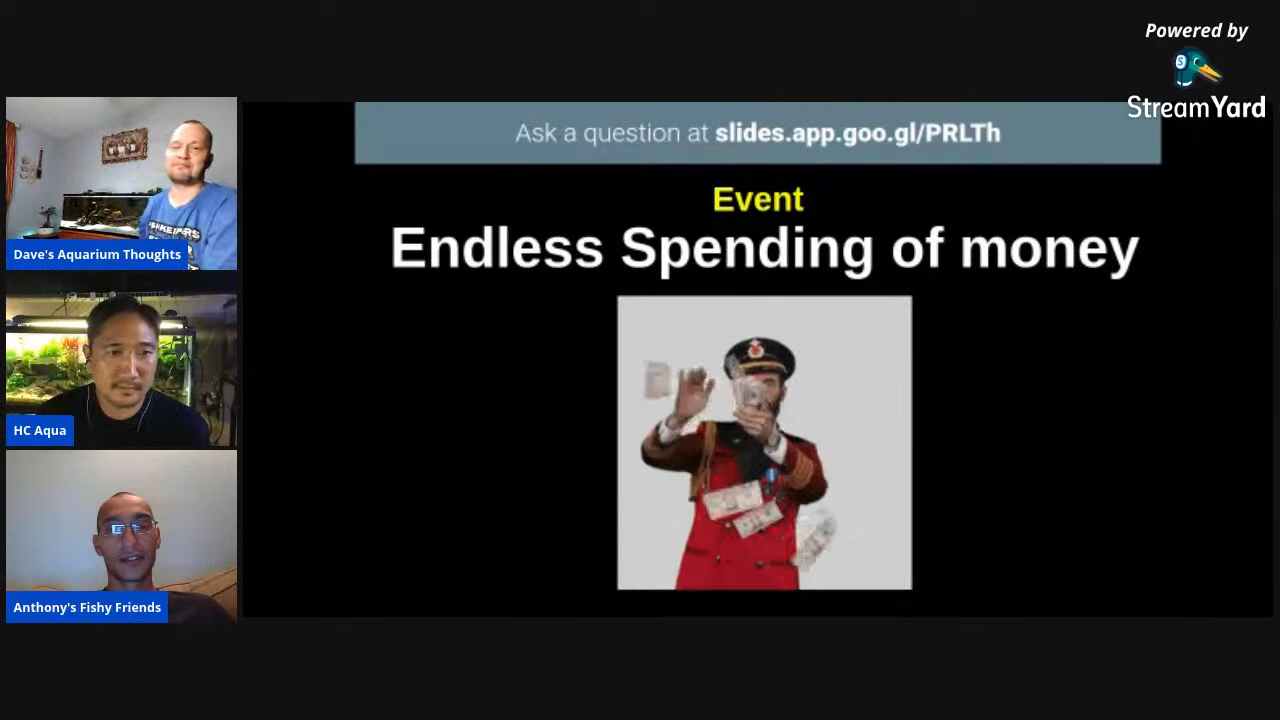 Powered by
StreamYard
Ask a question at slides.app.goo.gl/PRLTh
Event
Endless Spending of money
Dave's Aquarium Thoughts
HC Aqua
Anthony's Fishy Friends